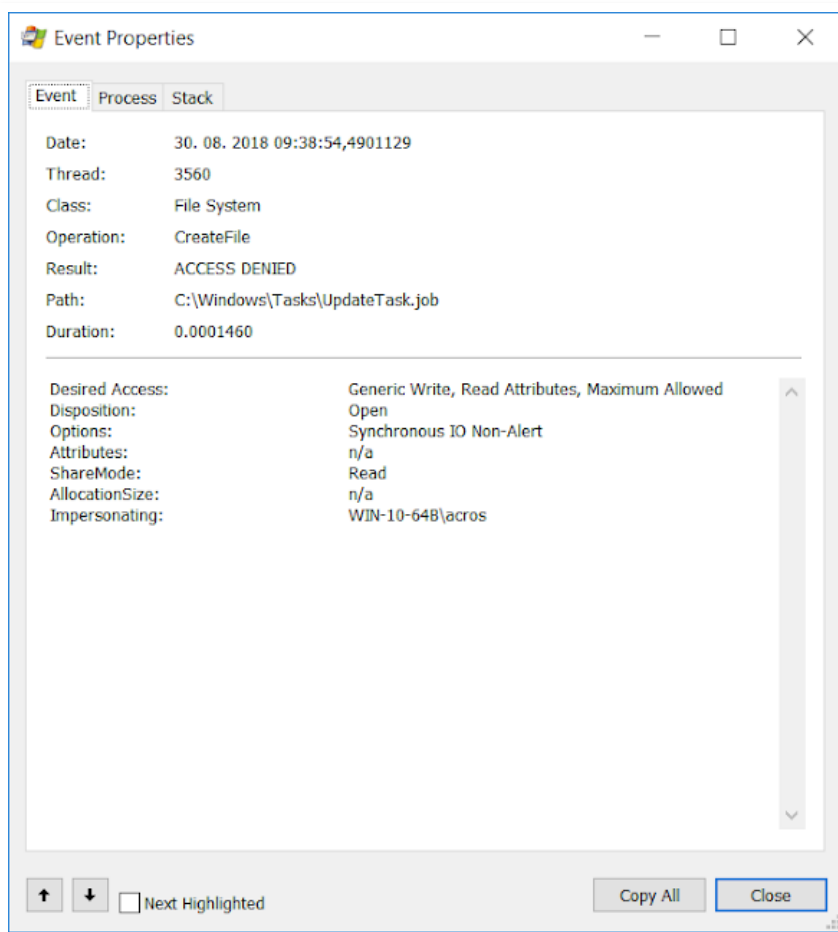 Event Properties
Event Process Stack
Date: 30. 08. 2018 09:38:54,4901129
Thread: 3560
Class: File System
Operation: CreateFile
Result: ACCESS DENIED
Path: C:\Windows\Tasks\UpdateTask.job
Duration: 0.0001460
Desired Access: Generic Write, Read Attributes, Maximum Allowed
Disposition: Open
Options: Synchronous IO Non-Alert
Attributes: n/a
ShareMode: Read
AllocationSize: n/a
Impersonating: WIN-10-64B\acros
Next Highlighted Copy All Close